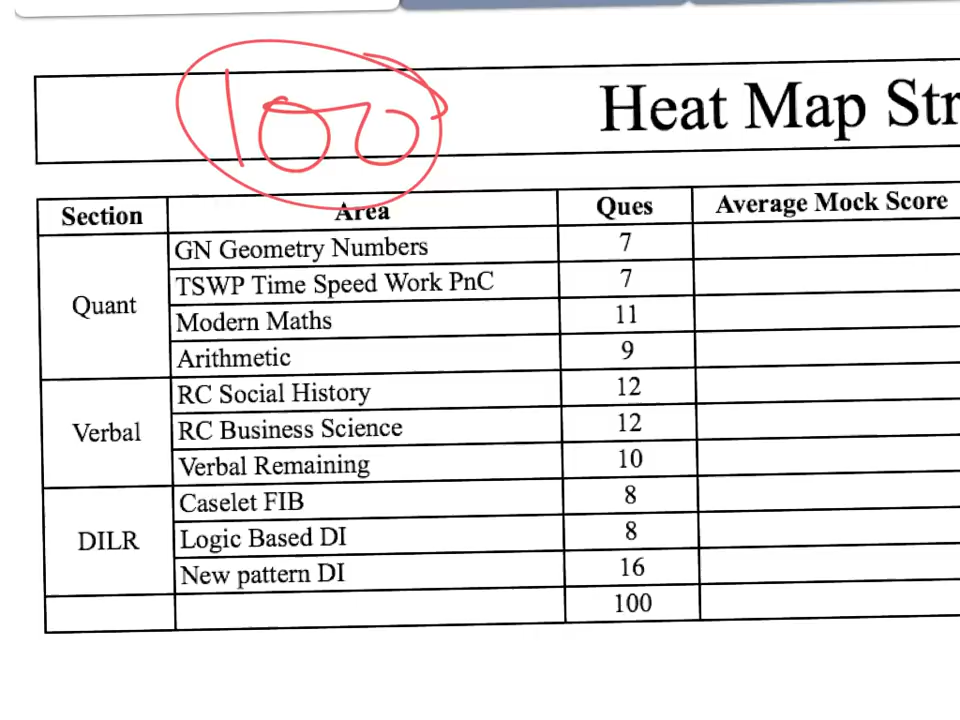 100
Heat Map Str
Section Area Ques Average Mock Score
Quant
GN Geometry Numbers 7
TSWP Time Speed Work PnC 7
Modern Maths 11
Arithmetic 9
Verbal
RC Social History 12
RC Business Science 12
Verbal Remaining 10
DILR
Caselet FIB 8
Logic Based DI 8
New pattern DI 16
100